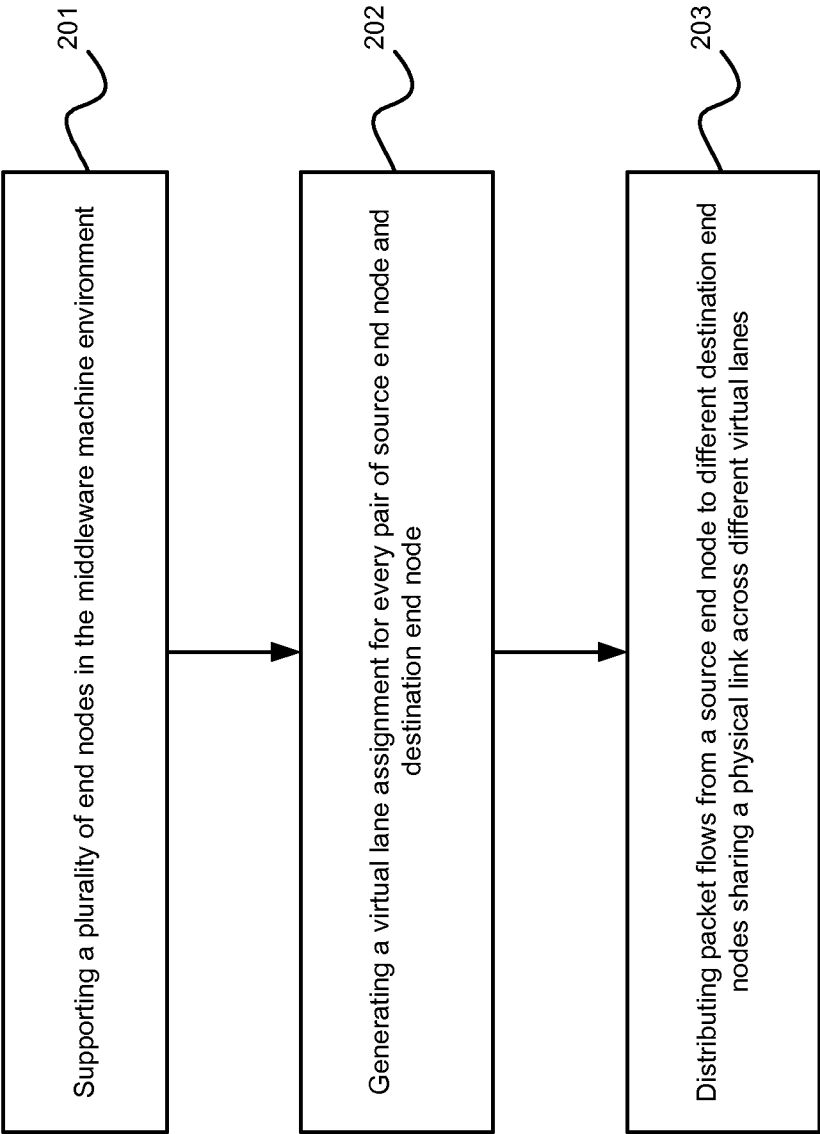 201
Supporting a plurality of end nodes in the middleware machine environment
202
Generating a virtual lane assignment for every pair of source end node and
destination end node
203
Distributing packet flows from a source end node to different destination end
nodes sharing a physical link across different virtual lanes